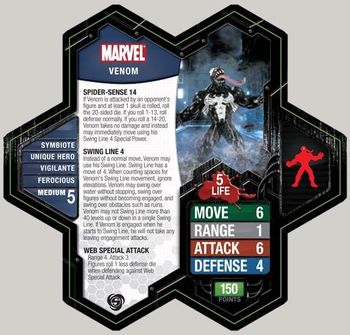 MARVEL
VENOM
SPIDER-SENSE 14
If Venom is attacked by an opponent's
figure and at least 1 skull is rolled, roll
the 20-sided die. If you roll 1-13, roll
defense normally. If you roll a 14-20,
Venom takes no damage and instead
may immediately move using his
Swing Line 4 Special Power.
SWING LINE 4
Instead of a normal move, Venom may
use his Swing Line. Swing Line has a
move of 4. When counting spaces for
Venom's Swing Line movement, ignore
elevations. Venom may swing over
water without stopping, swing over
figures without becoming engaged, and
swing over obstacles such as ruins.
Venom may not Swing Line more than
40 levels up or down in a single Swing
Line. If Venom is engaged when he
starts to Swing Line, he will not take any
leaving engagement attacks.
WEB SPECIAL ATTACK
Range 4. Attack 3.
Figures roll 1 less defense die
when defending against Web
Special Attack.
SYMBIOTE
UNIQUE HERO
VIGILANTE
FEROCIOUS
MEDIUM 5
5
LIFE
MOVE 6
RANGE 1
ATTACK 6
DEFENSE 4
150
POINTS